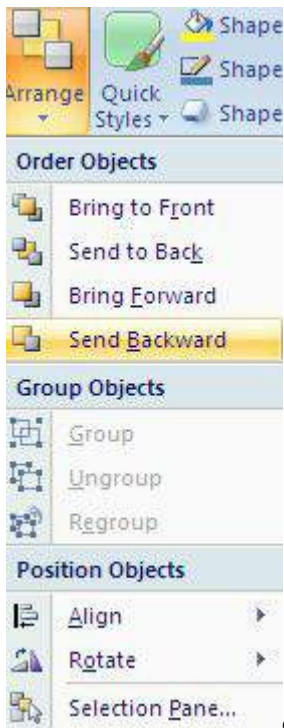 Shape
Shape
Arrange
Quick
Styles
Shape
Order Objects
Bring to Front
Send to Back
Bring Forward
Send Backward
Group Objects
Group
Ungroup
Regroup
Position Objects
Align
Rotate
Selection Pane...